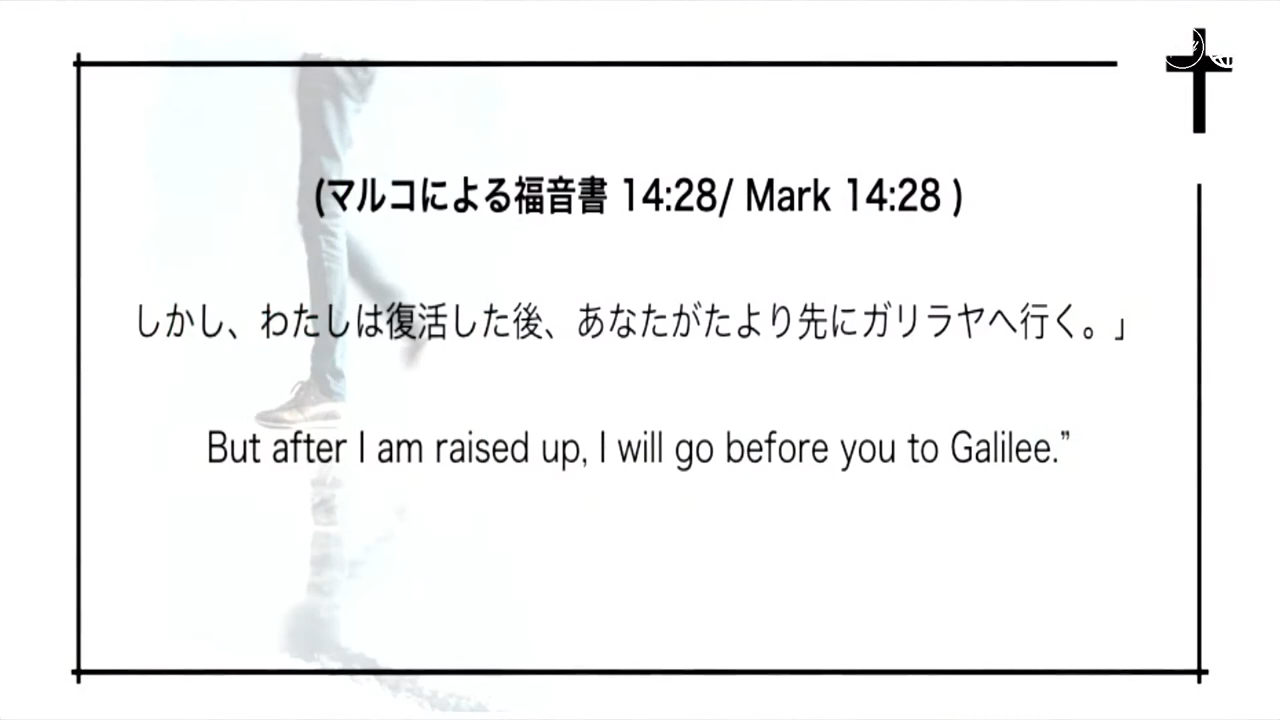 (マルコによる福音書 14:28/ Mark 14:28 )
しかし、わたしは復活した後、あなたがたより先にガリラヤへ行く。」
But after I am raised up, I will go before you to Galilee.”